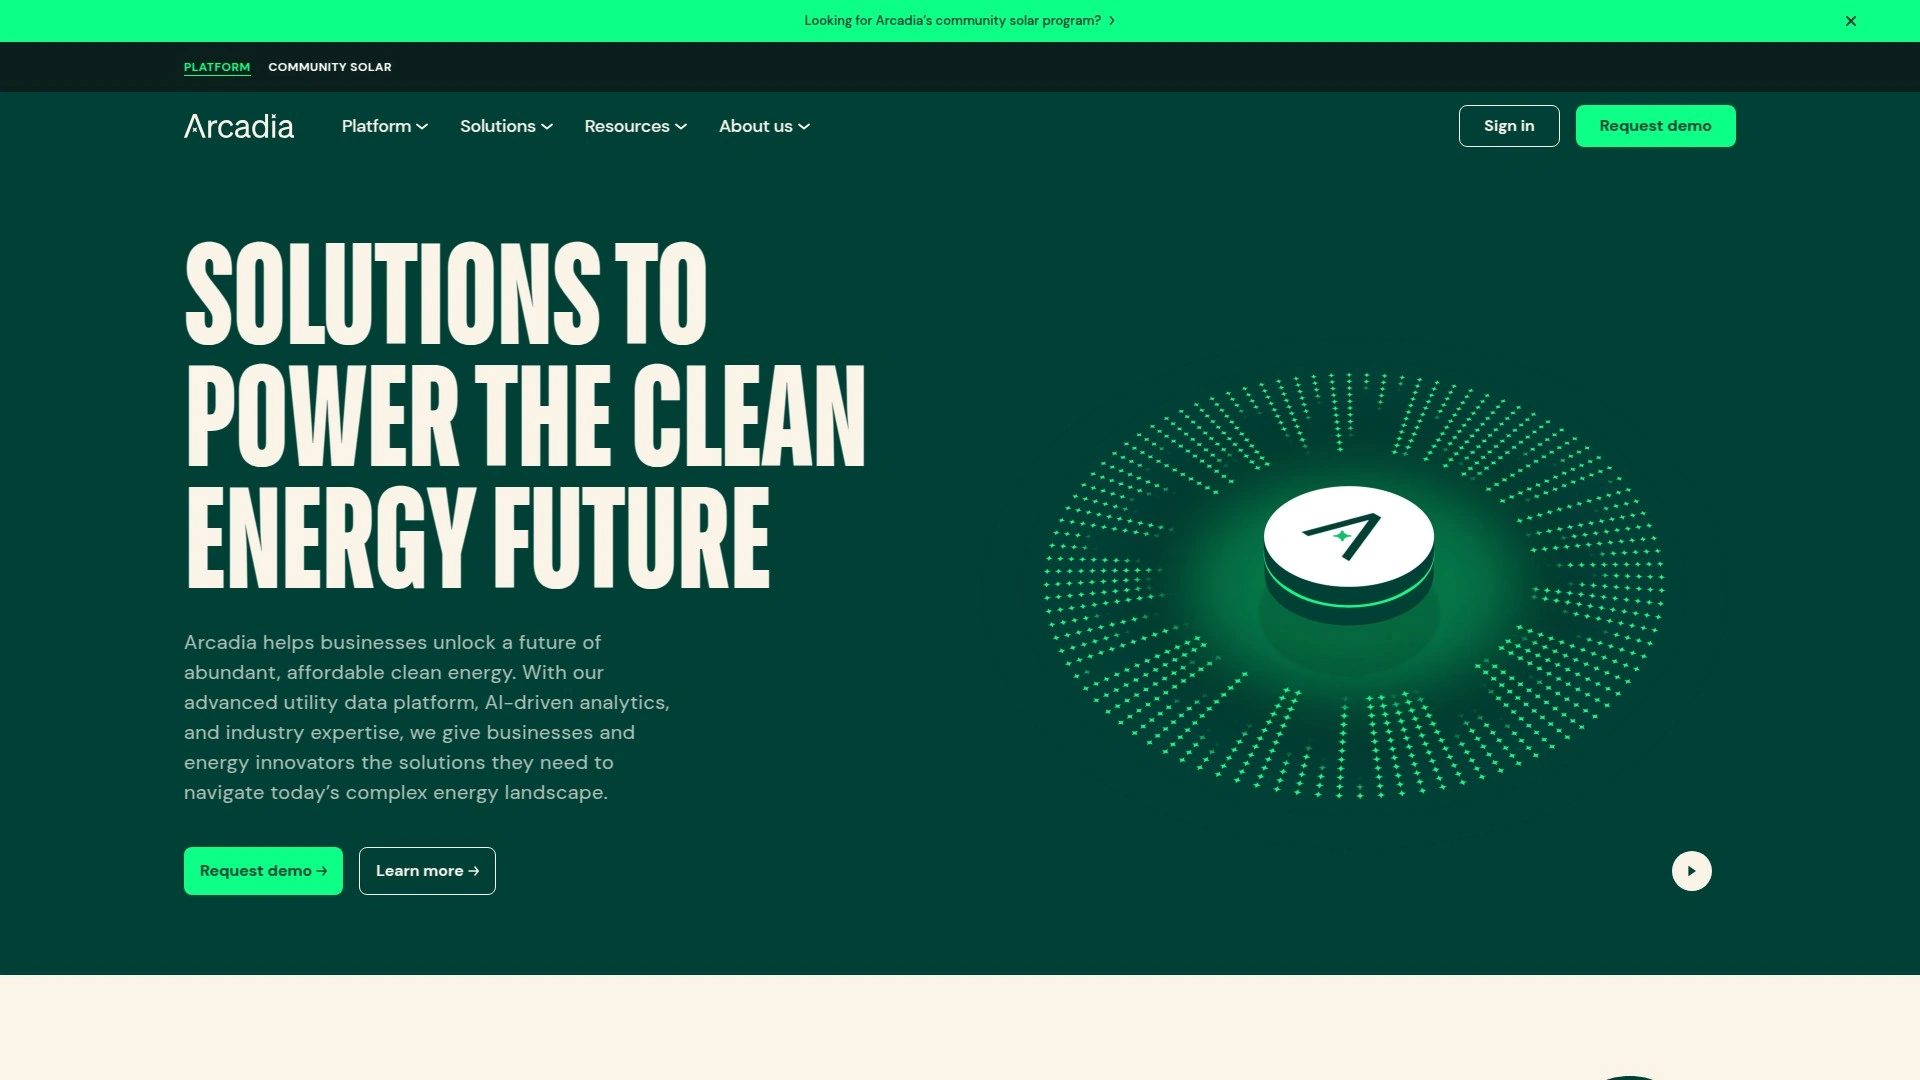 Looking for Arcadia's community solar program?
PLATFORM COMMUNITY SOLAR
Arcadia Platform Solutions Resources About us Sign in Request demo
SOLUTIONS TO
POWER THE CLEAN
ENERGY FUTURE
Arcadia helps businesses unlock a future of
abundant, affordable clean energy. With our
advanced utility data platform, AI-driven analytics,
and industry expertise, we give businesses and
energy innovators the solutions they need to
navigate today’s complex energy landscape.
Request demo → Learn more →